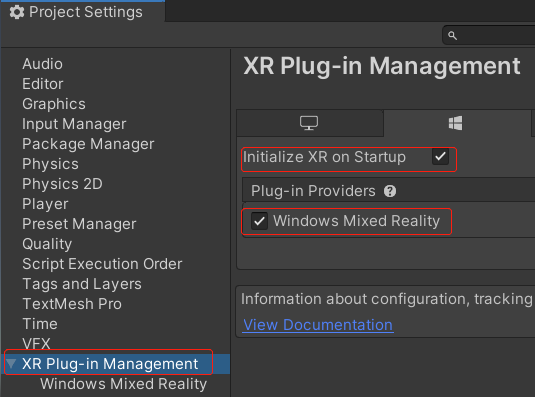 Project Settings
Audio
Editor
Graphics
Input Manager
Package Manager
Physics
Physics 2D
Player
Preset Manager
Quality
Script Execution Order
Tags and Layers
TextMesh Pro
Time
VFX
XR Plug-in Management
Windows Mixed Reality
XR Plug-in Management
Initialize XR on Startup
Plug-in Providers
Windows Mixed Reality
Information about configuration, tracking
View Documentation